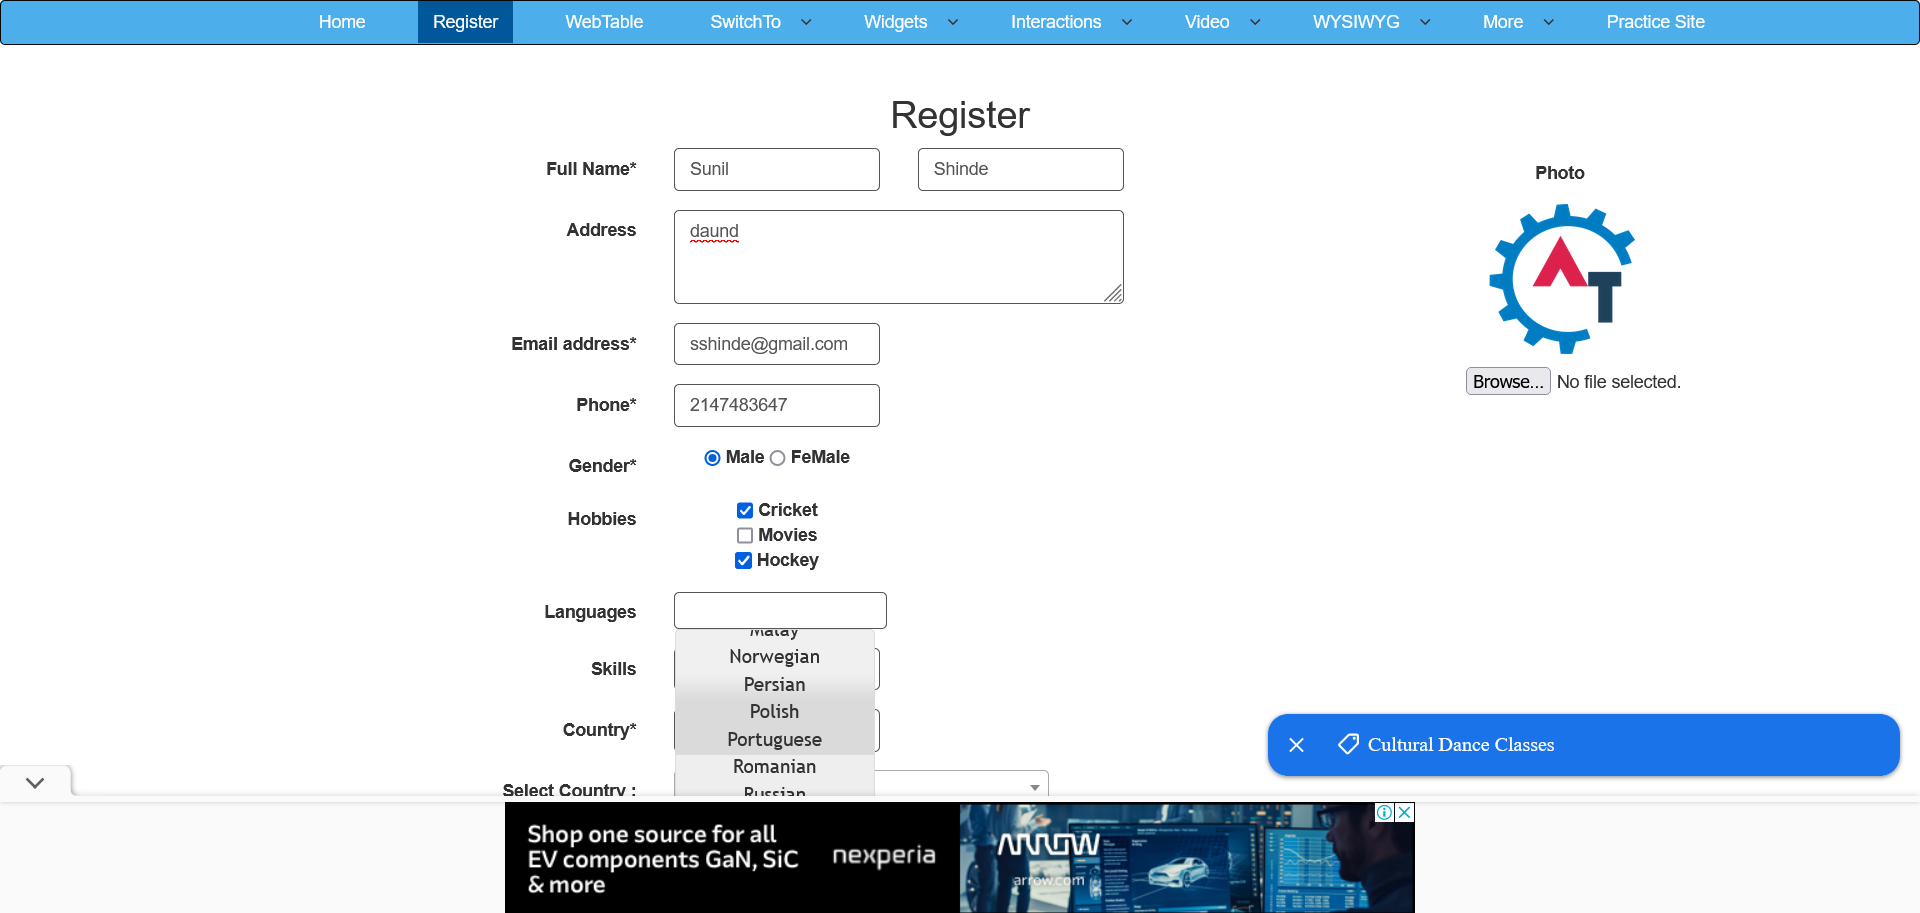 Home Register WebTable SwitchTo Widgets Interactions Video WYSIWYG More Practice Site
Register
Full Name* Sunil Shinde
Photo
Address daund
AT
Email address* sshinde@gmail.com
Browse... No file selected.
Phone* 2147483647
Gender* Male FeMale
Hobbies Cricket
Movies
Hockey
Languages
Malay
Norwegian
Skills
Persian
Polish
Country*
Portuguese
Cultural Dance Classes
Romanian
Select Country :
Russian
Shop one source for all
EV components GaN, SiC
& more
nexperia
ARROW
arrow.com